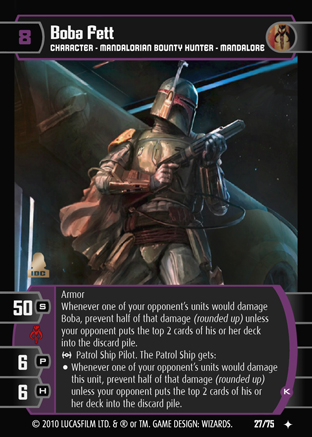 8
Boba Fett
CHARACTER - MANDALORIAN BOUNTY HUNTER - MANDALORE
IDC
50 S
Armor
Whenever one of your opponent's units would damage
Boba, prevent half of that damage (rounded up) unless
your opponent puts the top 2 cards of his or her deck
into the discard pile.
Patrol Ship Pilot. The Patrol Ship gets:
6 P
• Whenever one of your opponent's units would damage
this unit, prevent half of that damage (rounded up)
6 H
unless your opponent puts the top 2 cards of his or
her deck into the discard pile.
K
© 2010 LUCASFILM LTD. & ® or TM. GAME DESIGN: WIZARDS. 27/75